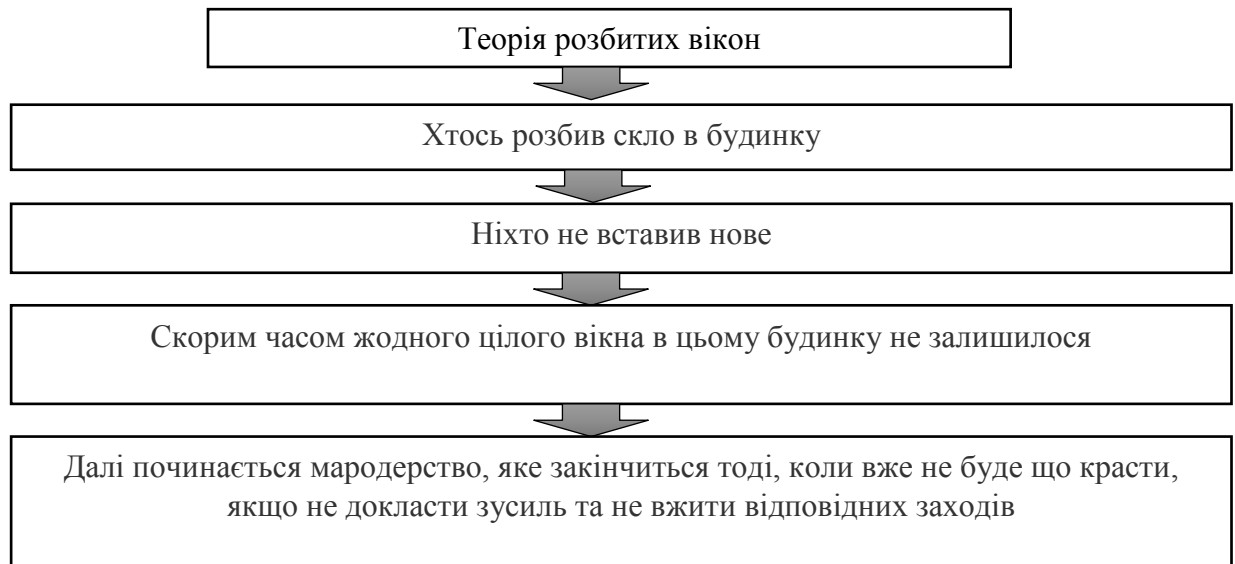 Теорія розбитих вікон
Хтось розбив скло в будинку
Ніхто не вставив нове
Скорим часом жодного цілого вікна в цьому будинку не залишилося
Далі починається мародерство, яке закінчиться тоді, коли вже не буде що красти,
якщо не докласти зусиль та не вжити відповідних заходів